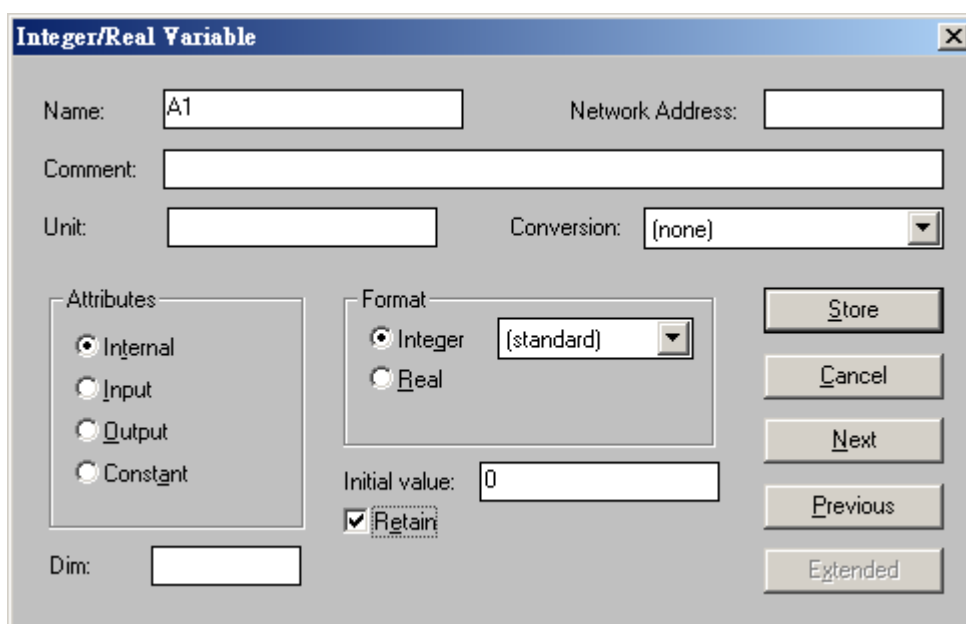 Integer/Real Variable
Name: A1 Network Address:
Comment:
Unit: Conversion: (none)
Attributes
Internal
Input
Output
Constant
Format
Integer (standard)
Real
Initial value: 0
Retain
Dim:
Store
Cancel
Next
Previous
Extended